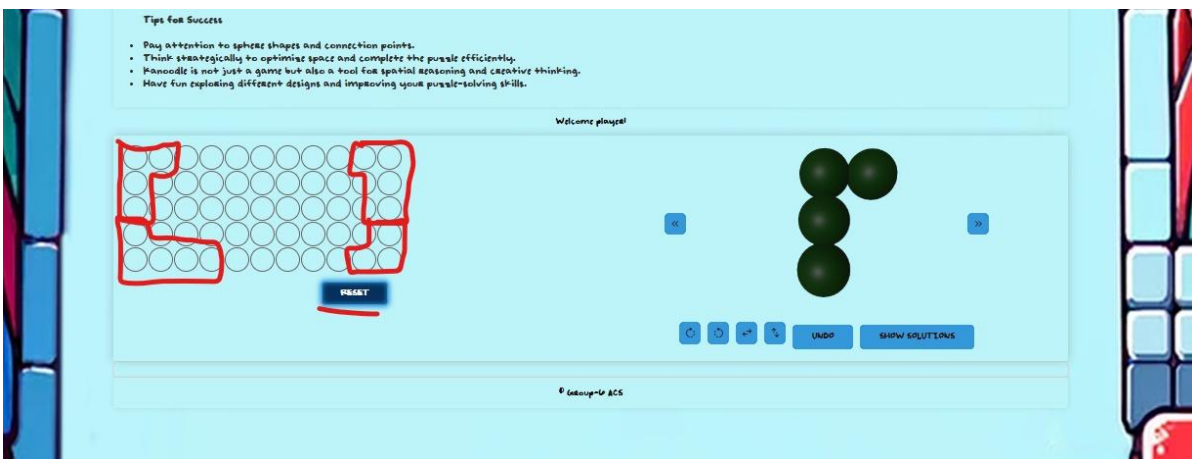 Tips for Success
• Pay attention to sphere shapes and connection points.
• Think strategically to optimize space and complete the puzzle efficiently.
• Kanoodle is not just a game but also a tool for spatial reasoning and creative thinking.
• Have fun exploring different designs and improving your puzzle-solving skills.
Welcome player!
«
»
RESET
UNDO
SHOW SOLUTIONS
© Group-6 ACS